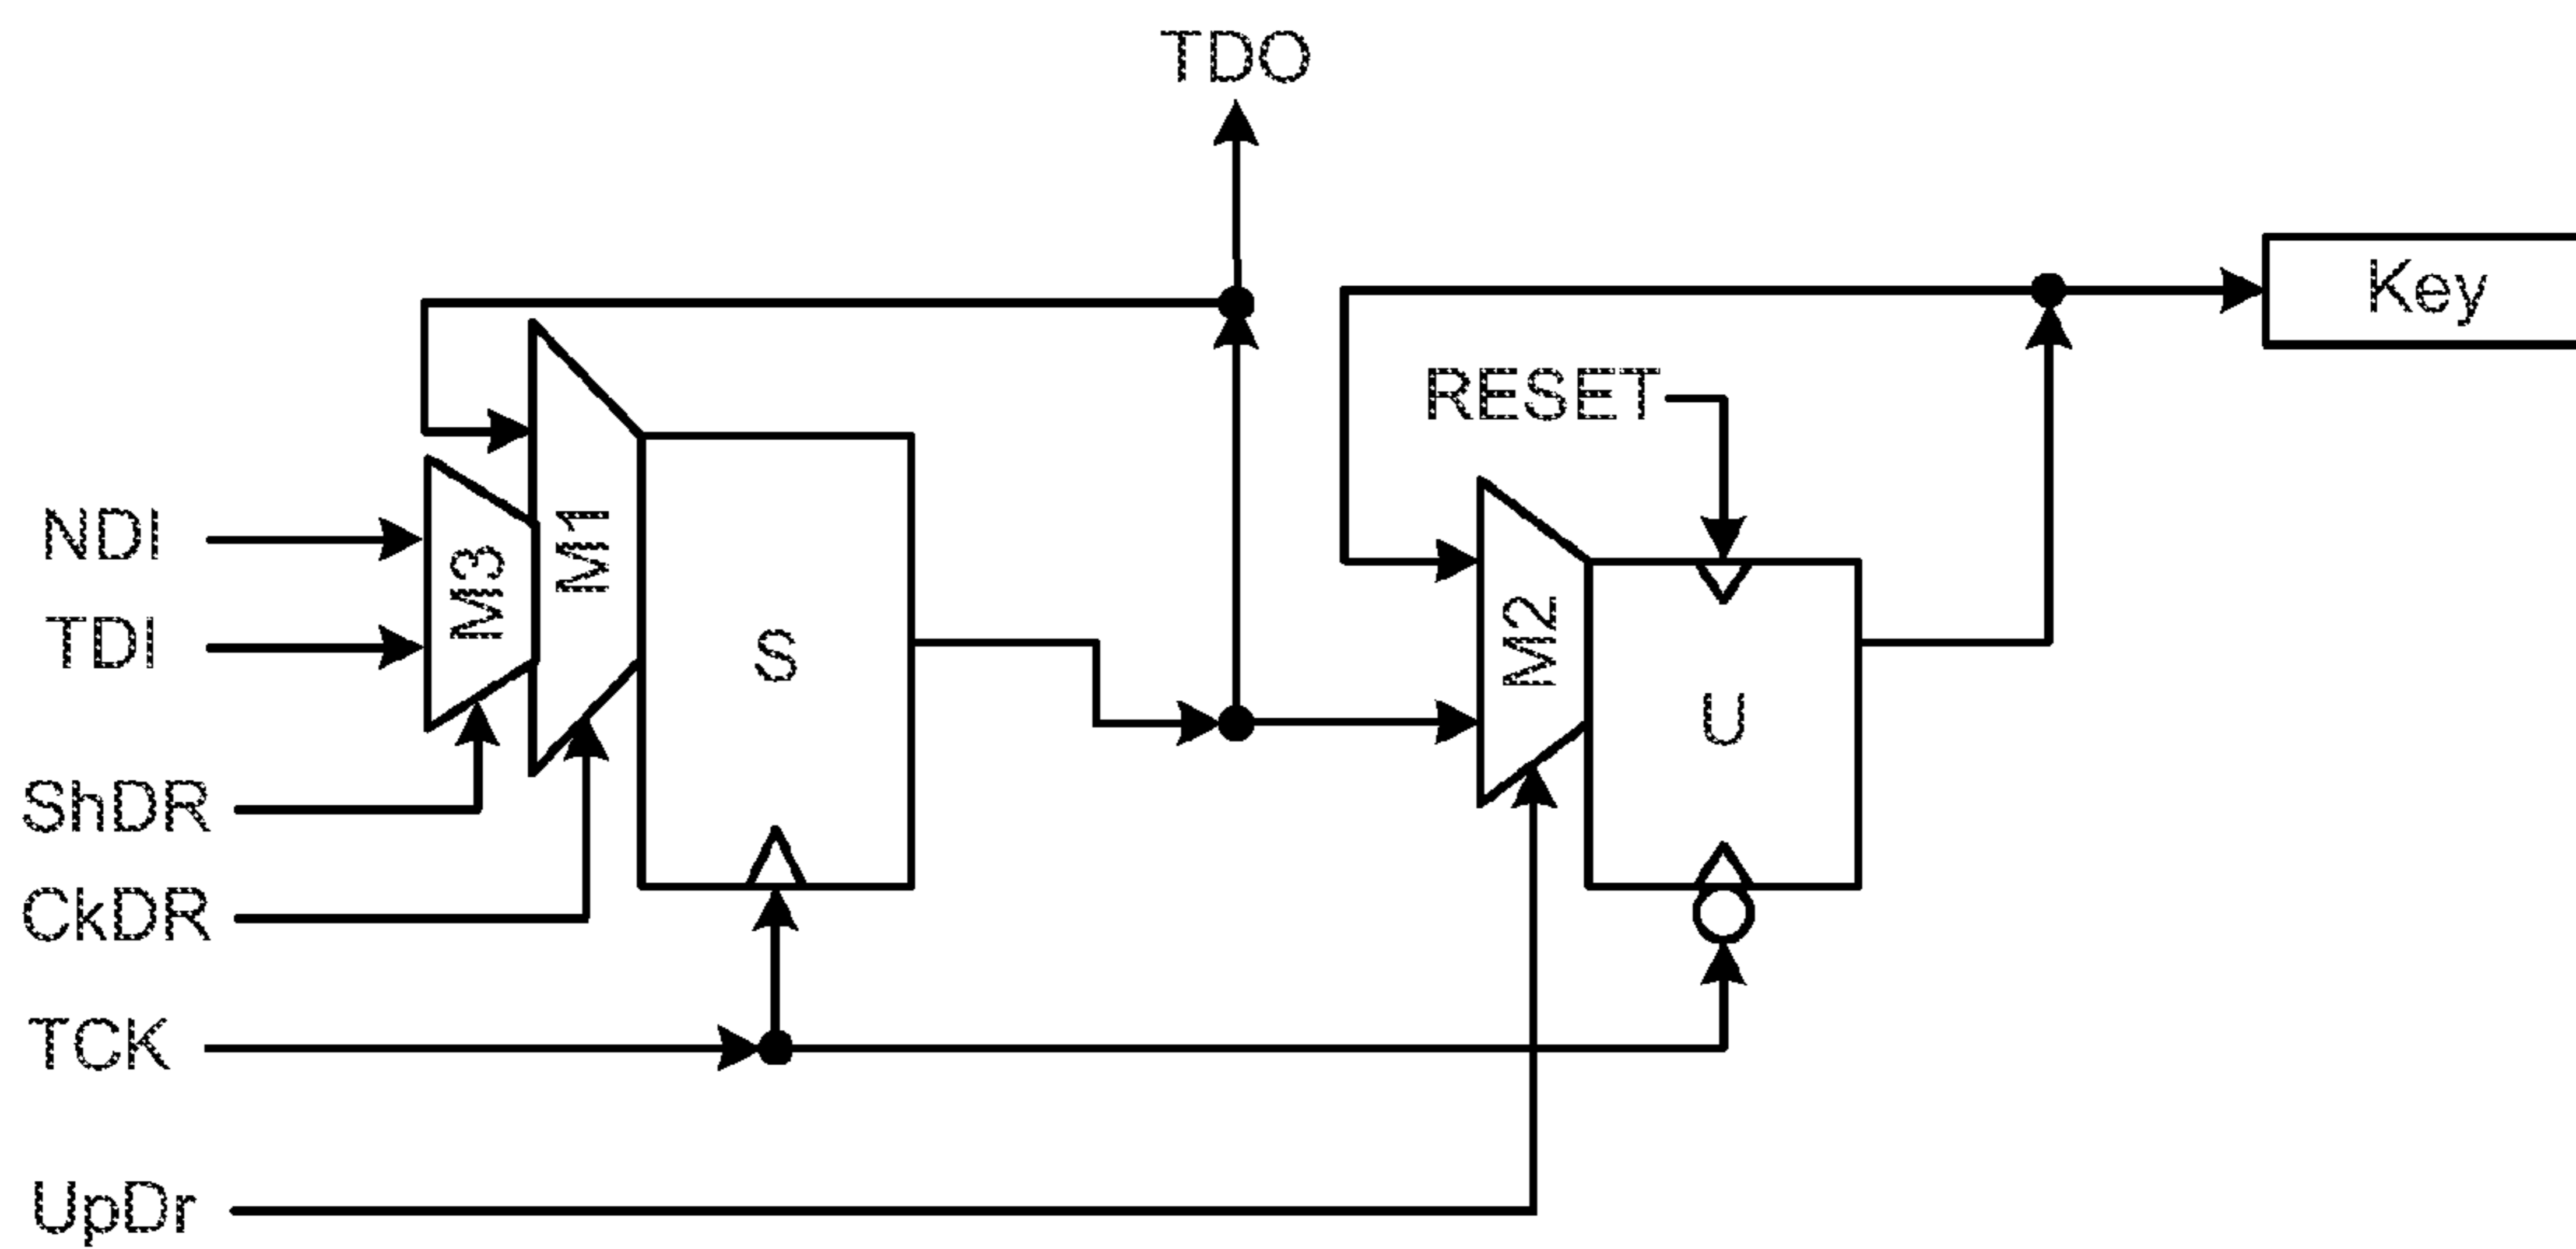 TDO
Key
RESET
NDI
TDI
M3
M1
S
M2
U
ShDR
CkDR
TCK
UpDr